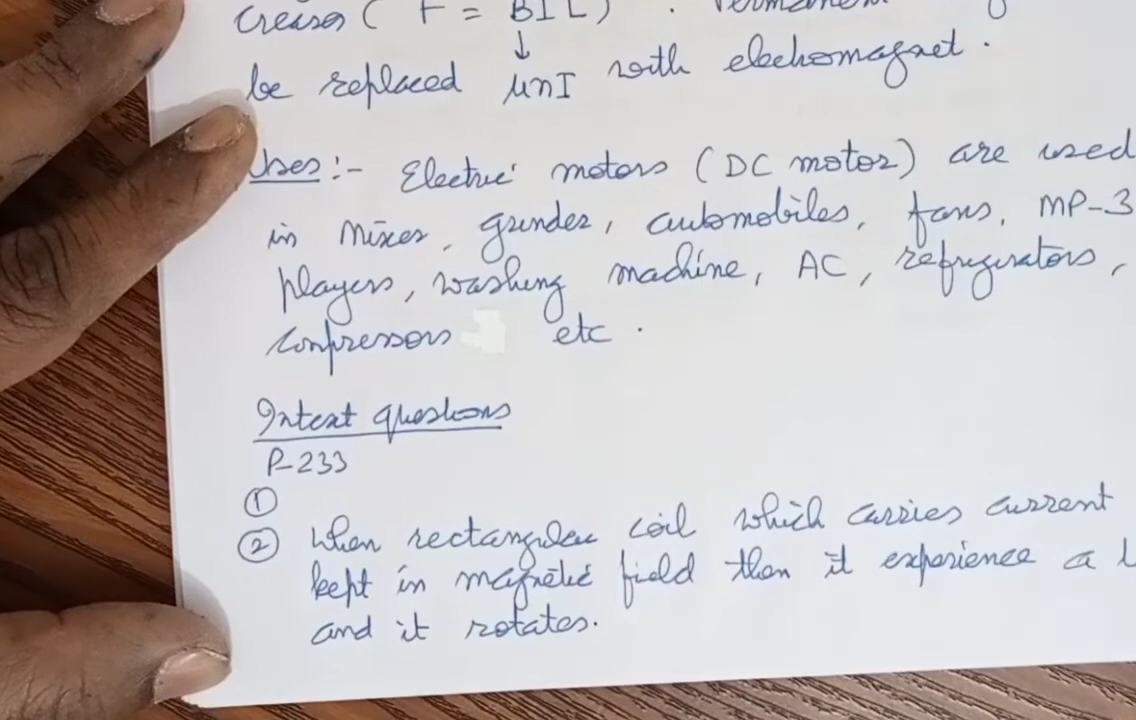 creases ( F = BIL) . Permanent
↓
be replaced μnI with electromagnet.
Uses :- Electric motors (DC motor) are used
in mixer, grinder, automobiles, fans, MP-3
players, washing machine, AC, refrigerators,
compressors etc.
Intext questions
P-233
①
② When rectangular coil which carries current
kept in magnetic field then it experience a
and it rotates.